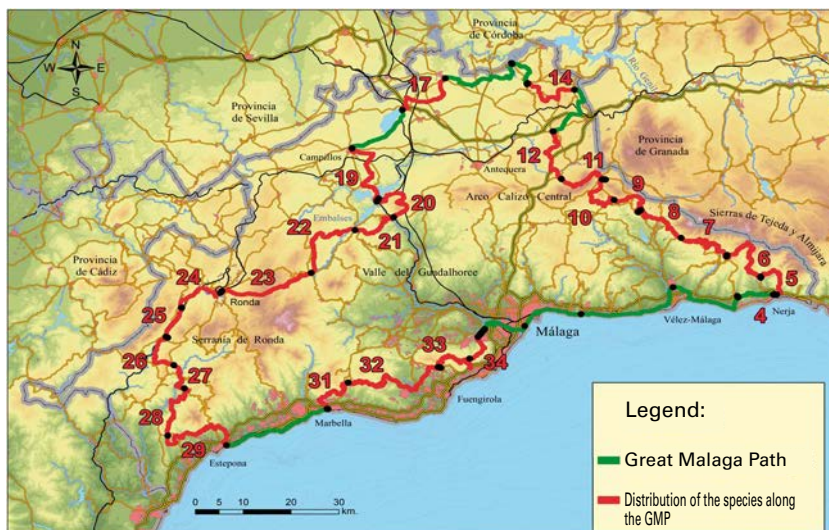 Provincia
de Córdoba
17
14
Río Genil
N
W E
S
Provincia
de Sevilla
Provincia
de Granada
Campillos
Antequera
12
11
Arco Calizo Central
9
10
19
20
Embalses
21
22
8
7
Sierras de Tejeda y Almijara
6
5
4
Nerja
Provincia
de Cádiz
24
23
Valle del Guadalhorce
Ronda
25
Vélez-Málaga
Málaga
Serranía de Ronda
26
27
33
32
34
31
Fuengirola
28
29
Marbella
Estepona
0 5 10 20 30
km.
Legend:
Great Malaga Path
Distribution of the species along
the GMP